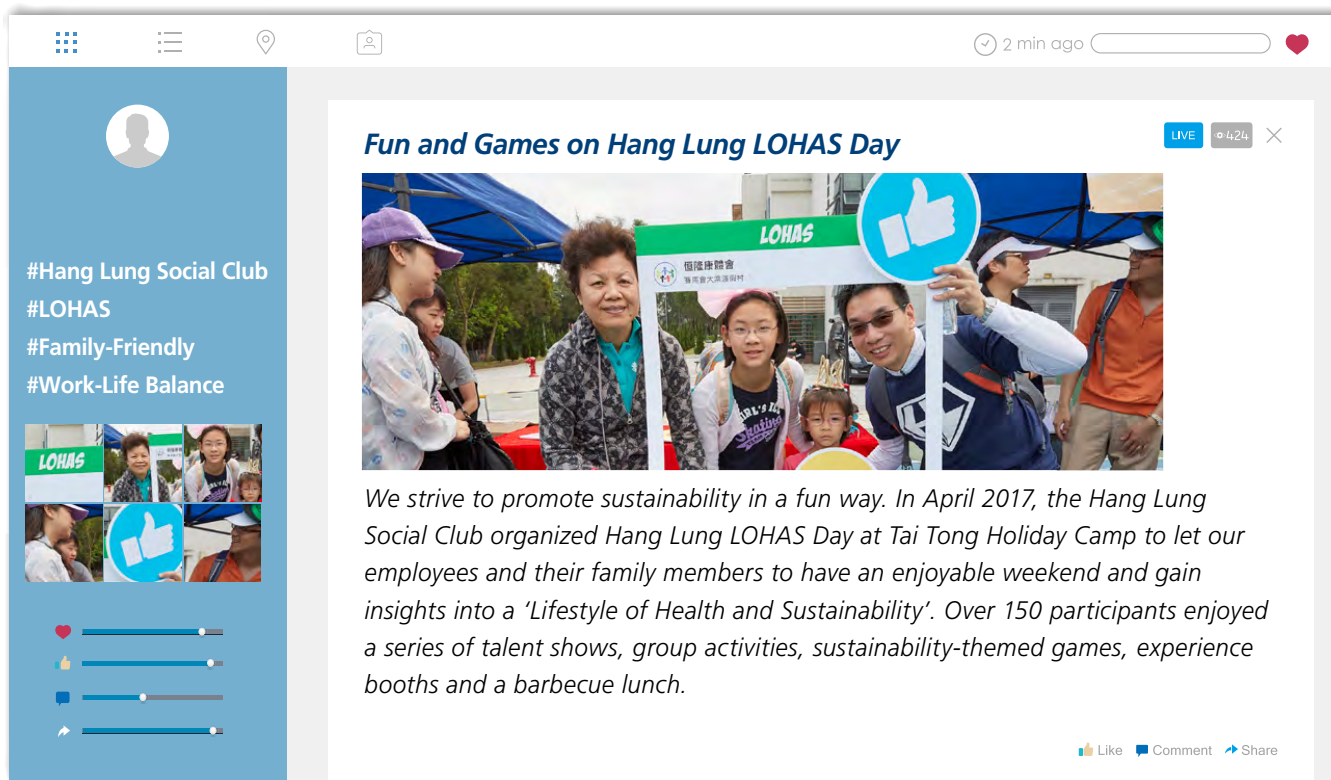 2 min ago
#Hang Lung Social Club
#LOHAS
#Family-Friendly
#Work-Life Balance
LOHAS
Fun and Games on Hang Lung LOHAS Day
LIVE
424
LOHAS
恒隆康體會
We strive to promote sustainability in a fun way. In April 2017, the Hang Lung
Social Club organized Hang Lung LOHAS Day at Tai Tong Holiday Camp to let our
employees and their family members to have an enjoyable weekend and gain
insights into a ‘Lifestyle of Health and Sustainability’. Over 150 participants enjoyed
a series of talent shows, group activities, sustainability-themed games, experience
booths and a barbecue lunch.
Like Comment Share